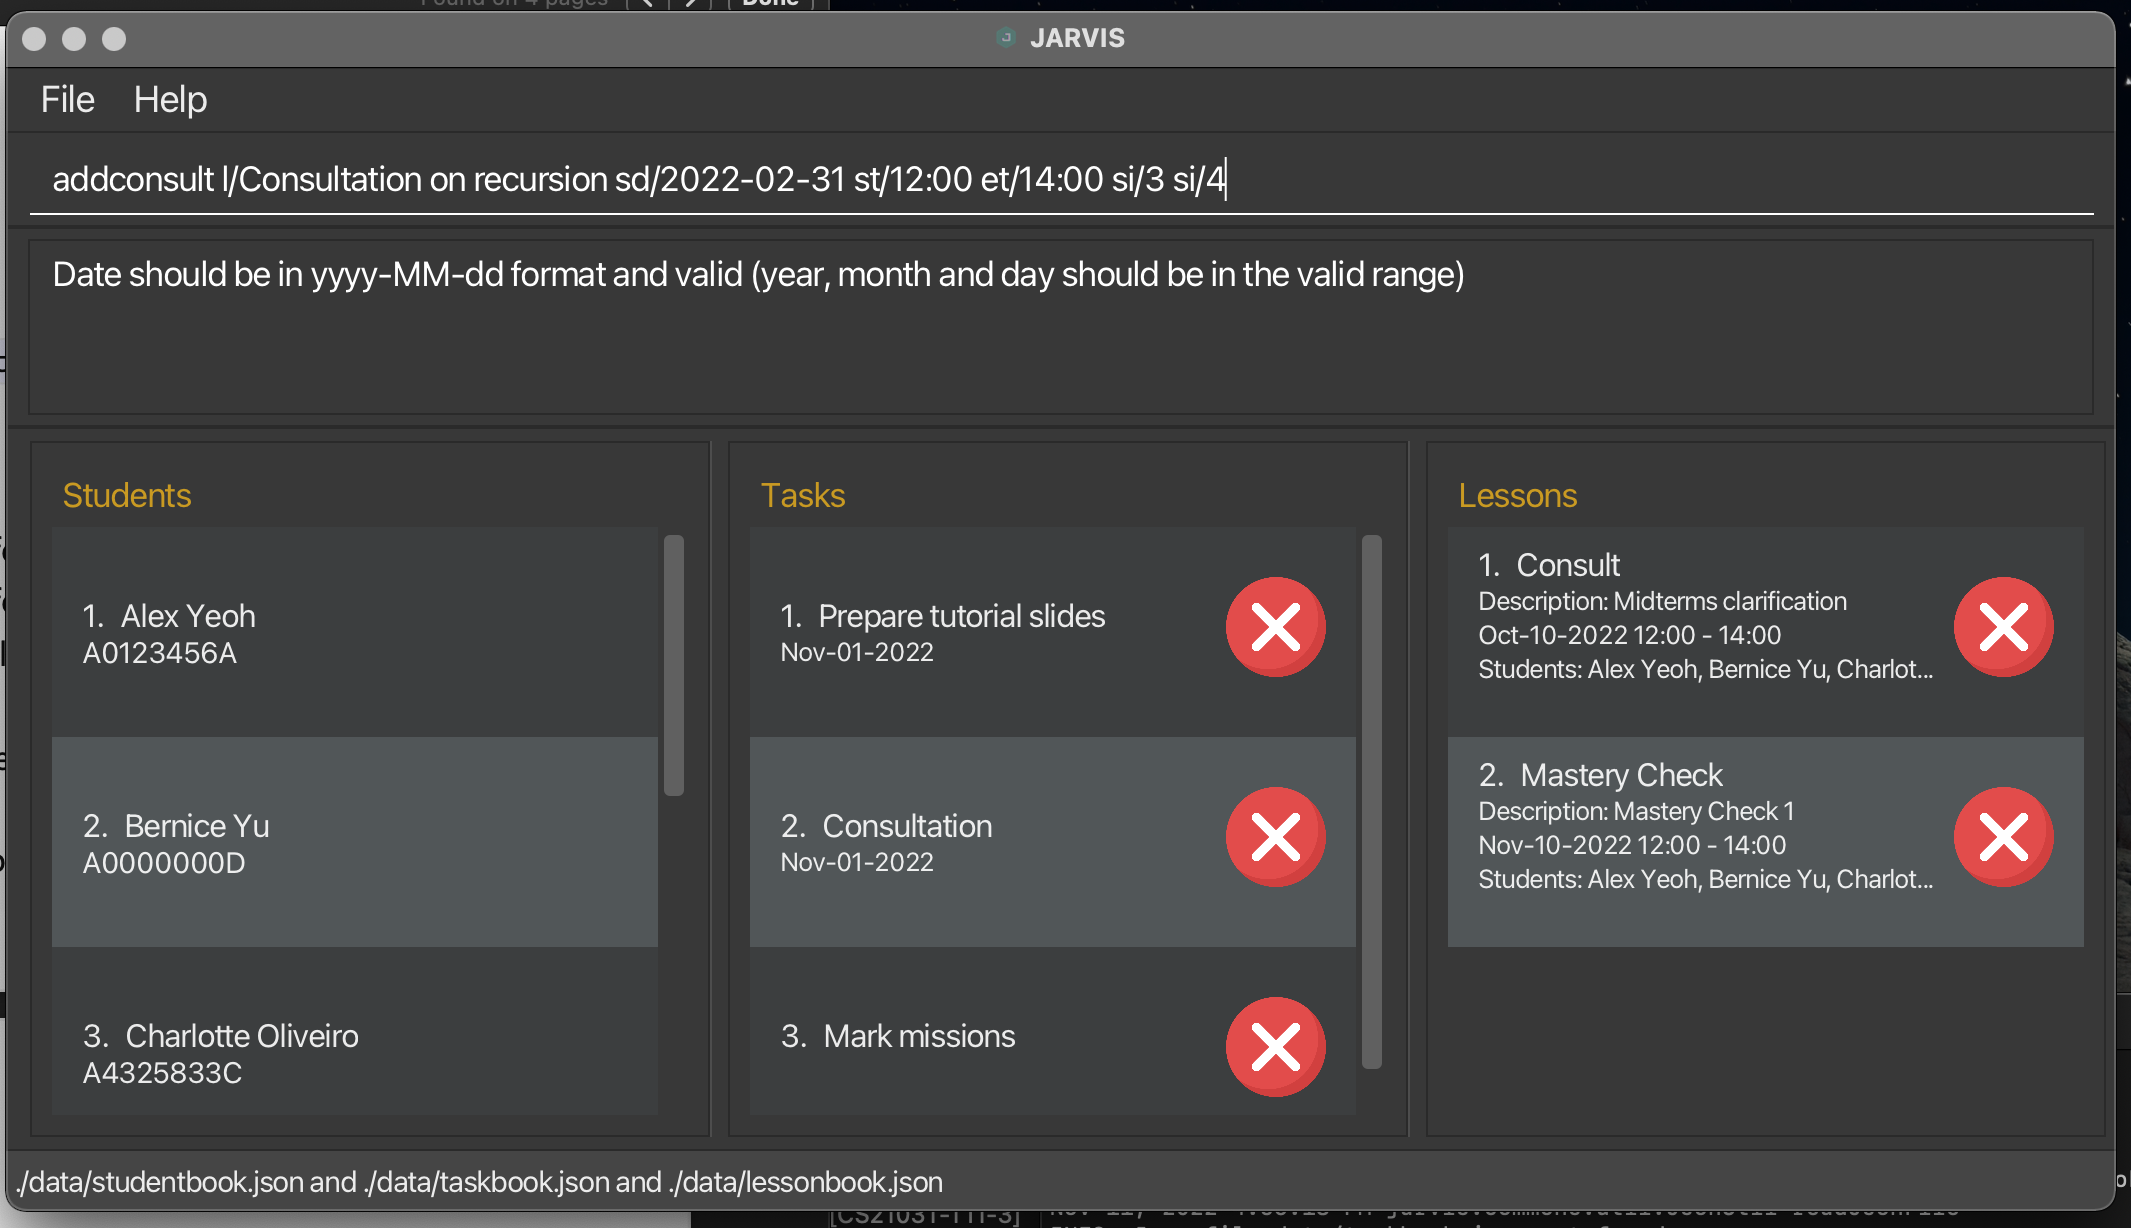 Found on 4 pages
Done
JARVIS
File Help
addconsult l/Consultation on recursion sd/2022-02-31 st/12:00 et/14:00 si/3 si/4
Date should be in yyyy-MM-dd format and valid (year, month and day should be in the valid range)
Students
1. Alex Yeoh
A0123456A
2. Bernice Yu
A0000000D
3. Charlotte Oliveiro
A4325833C
Tasks
1. Prepare tutorial slides
Nov-01-2022
2. Consultation
Nov-01-2022
3. Mark missions
Lessons
1. Consult
Description: Midterms clarification
Oct-10-2022 12:00 - 14:00
Students: Alex Yeoh, Bernice Yu, Charlot...
2. Mastery Check
Description: Mastery Check 1
Nov-10-2022 12:00 - 14:00
Students: Alex Yeoh, Bernice Yu, Charlot...
./data/studentbook.json and ./data/taskbook.json and ./data/lessonbook.json